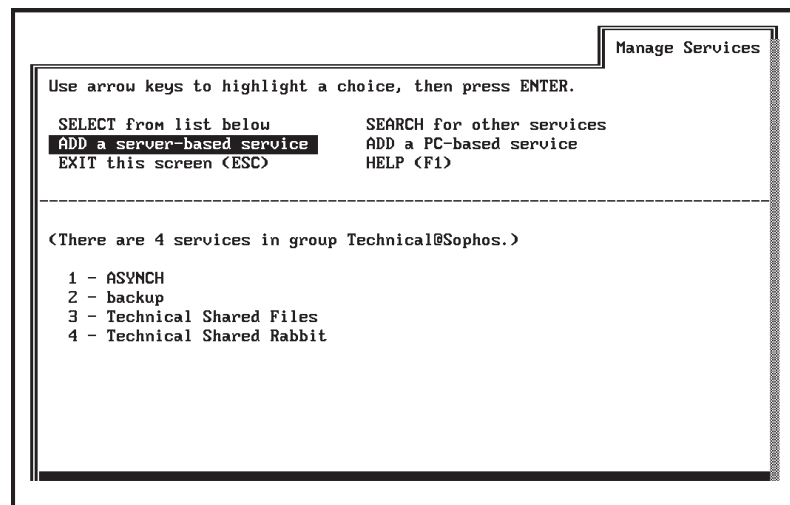 Manage Services
Use arrow keys to highlight a choice, then press ENTER.
SELECT from list below SEARCH for other services
ADD a server-based service ADD a PC-based service
EXIT this screen (ESC) HELP (F1)
(There are 4 services in group Technical@Sophos.)
1 - ASYNCH
2 - backup
3 - Technical Shared Files
4 - Technical Shared Rabbit